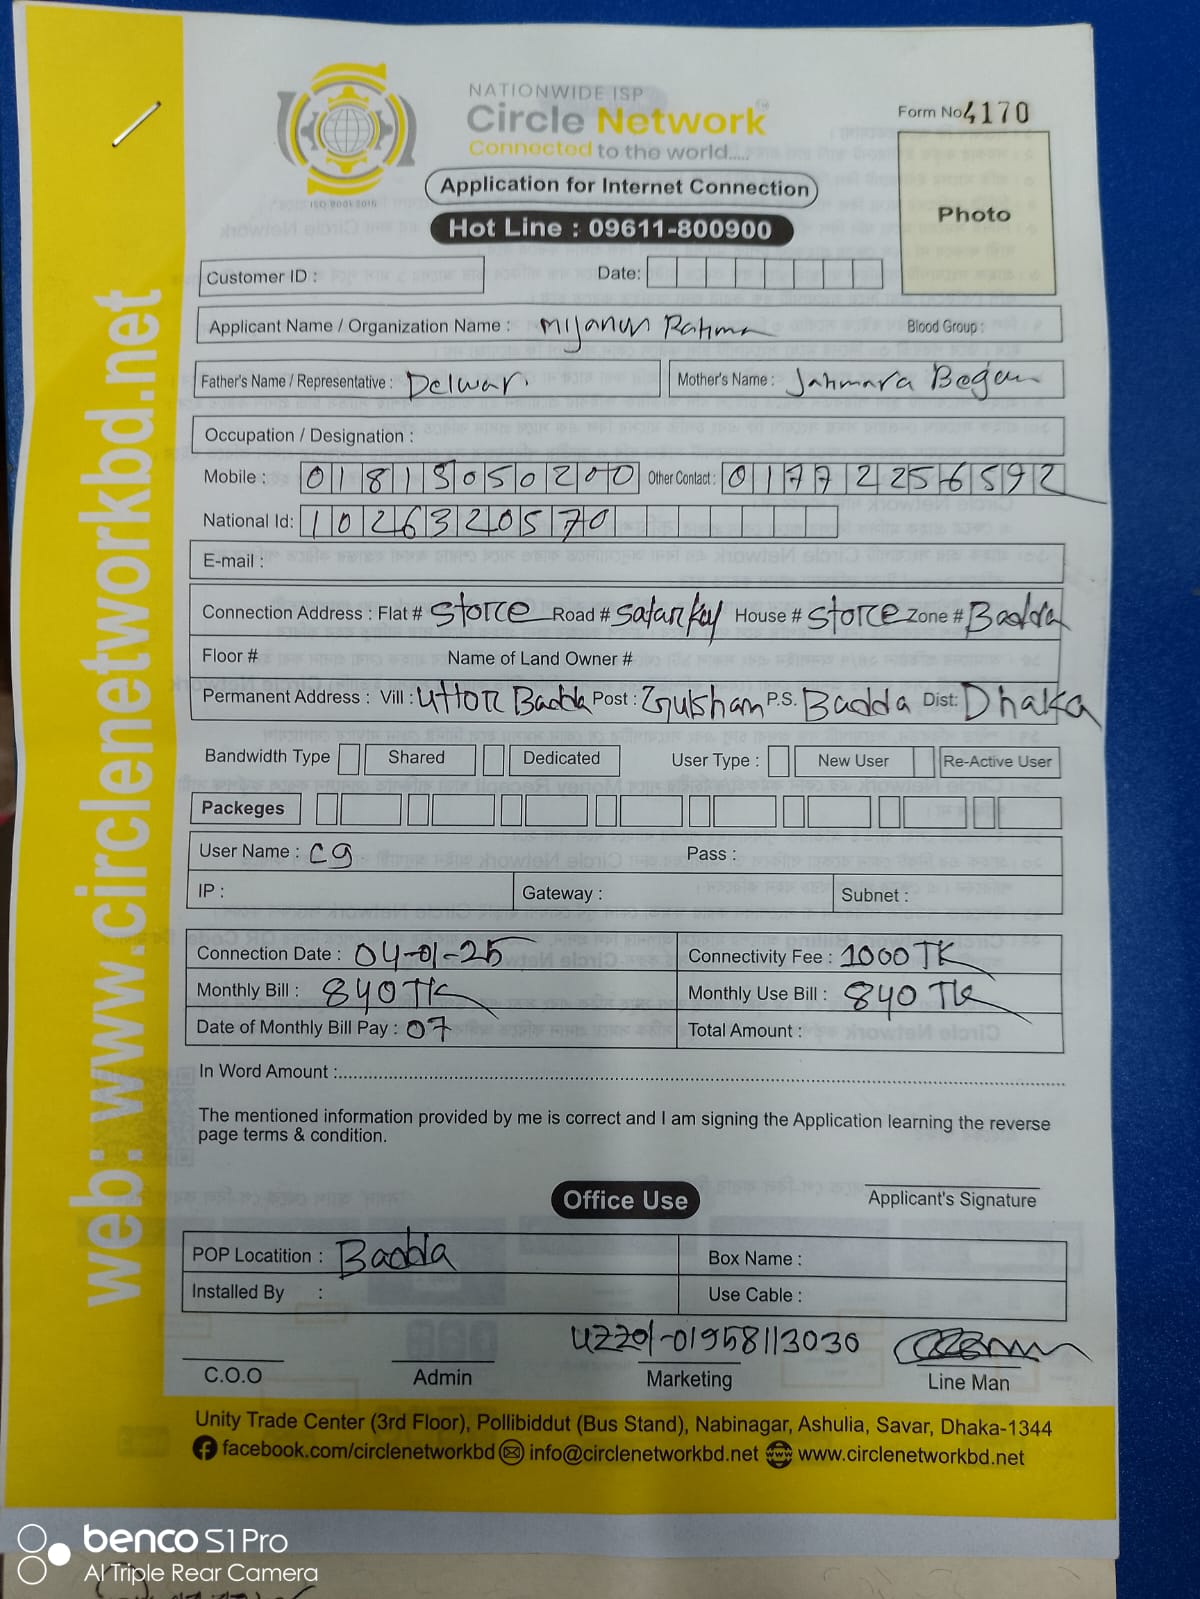 web: www.circlenetworkbd.net
NATIONWIDE ISP
Circle Network™
Connected to the world.....
ISO 9001:2015
Application for Internet Connection
Hot Line : 09611-800900
Form No 4170
Photo
Customer ID : Date:
Applicant Name / Organization Name : Mijanur Rahman Blood Group :
Father's Name / Representative : Delwar. Mother's Name : Jahmara Begam
Occupation / Designation :
Mobile : 01815050200 Other Contact : 01772256592
National Id: 1026320570
E-mail :
Connection Address : Flat # Storce Road # Satarkul House # Storce Zone # Badda
Floor # Name of Land Owner #
Permanent Address : Vill : Uttor Badda Post : Gulshan P.S. Badda Dist: Dhaka
Bandwidth Type Shared Dedicated User Type : New User Re-Active User
Packeges
User Name : C9 Pass :
IP : Gateway : Subnet :
Connection Date : 04-01-25 Connectivity Fee : 1000 TK
Monthly Bill : 840 TK Monthly Use Bill : 840 TK
Date of Monthly Bill Pay : 07 Total Amount :
In Word Amount :
The mentioned information provided by me is correct and I am signing the Application learning the reverse
page terms & condition.
Applicant's Signature
Office Use
POP Locatition : Badda Box Name :
Installed By : Use Cable :
uzzol-01958113030
C.O.O Admin Marketing Line Man
Unity Trade Center (3rd Floor), Pollibiddut (Bus Stand), Nabinagar, Ashulia, Savar, Dhaka-1344
facebook.com/circlenetworkbd info@circlenetworkbd.net www.circlenetworkbd.net
benco S1 Pro
AI Triple Rear Camera